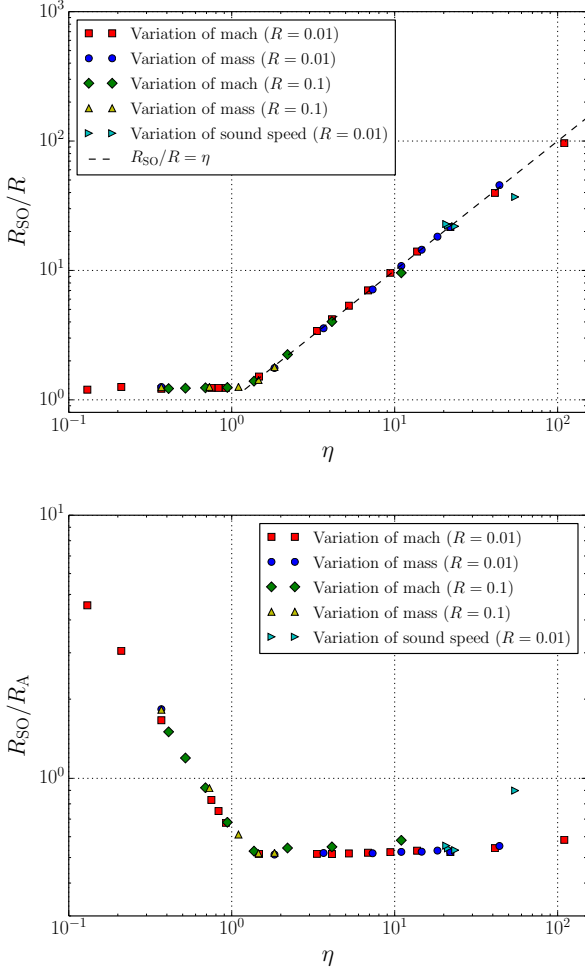 10³
10²
10¹
10⁰
R_SO/R
Variation of mach (R = 0.01)
Variation of mass (R = 0.01)
Variation of mach (R = 0.1)
Variation of mass (R = 0.1)
Variation of sound speed (R = 0.01)
R_SO/R = η
10⁻¹ 10⁰ 10¹ 10²
η
10¹
10⁰
R_SO/R_A
Variation of mach (R = 0.01)
Variation of mass (R = 0.01)
Variation of mach (R = 0.1)
Variation of mass (R = 0.1)
Variation of sound speed (R = 0.01)
10⁻¹ 10⁰ 10¹ 10²
η